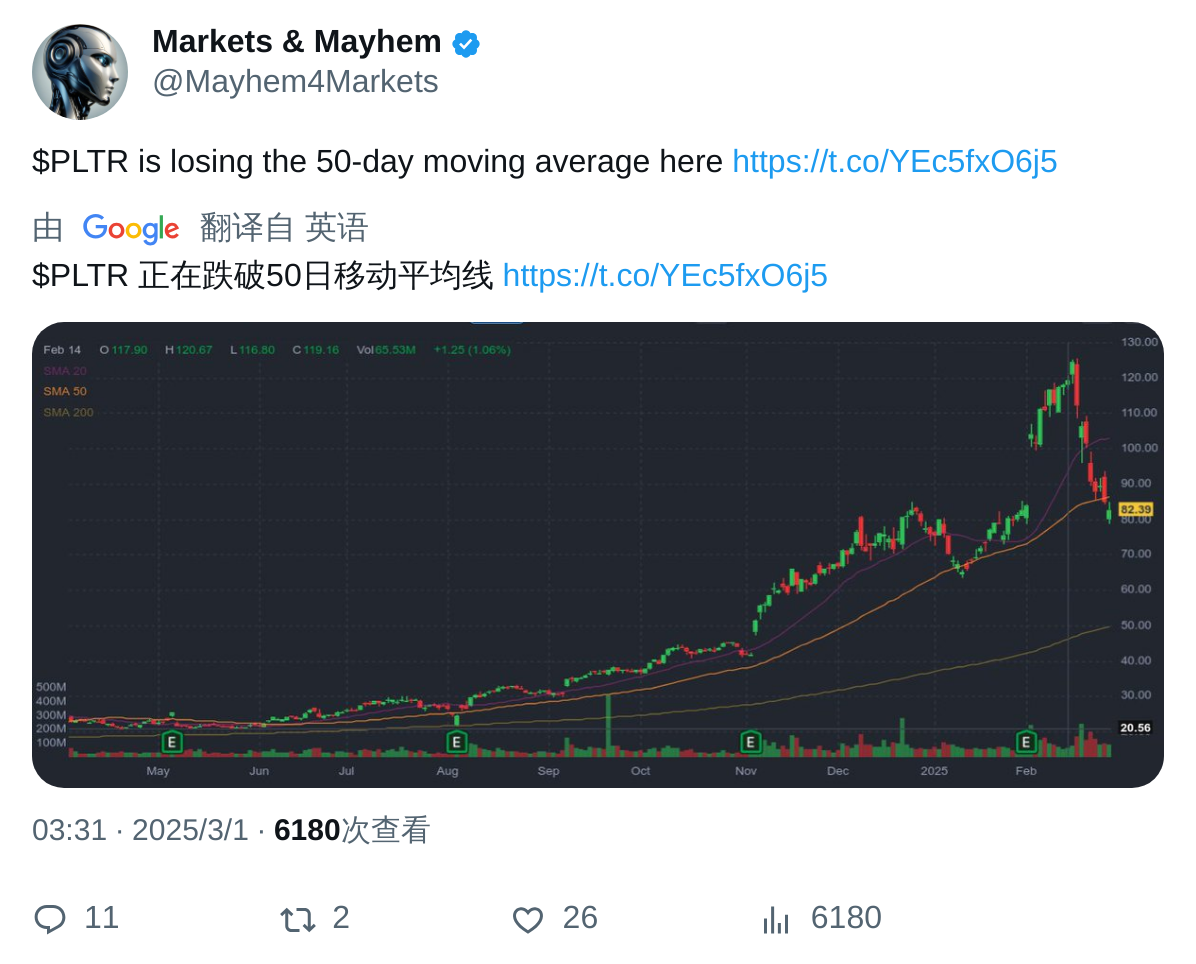 Markets & Mayhem
@Mayhem4Markets
$PLTR is losing the 50-day moving average here https://t.co/YEc5fxO6j5
由 Google 翻译自 英语
$PLTR 正在跌破50日移动平均线 https://t.co/YEc5fxO6j5
Feb 14 O 117.90 H 120.67 L 116.80 C 119.16 Vol 65.53M +1.25 (1.06%)
SMA 20
SMA 50
SMA 200
130.00
120.00
110.00
100.00
90.00
82.39
80.00
70.00
60.00
50.00
40.00
30.00
20.56
500M
400M
300M
200M
100M
E E E E
May Jun Jul Aug Sep Oct Nov Dec 2025 Feb
03:31 · 2025/3/1 · 6180次查看
11 2 26 6180